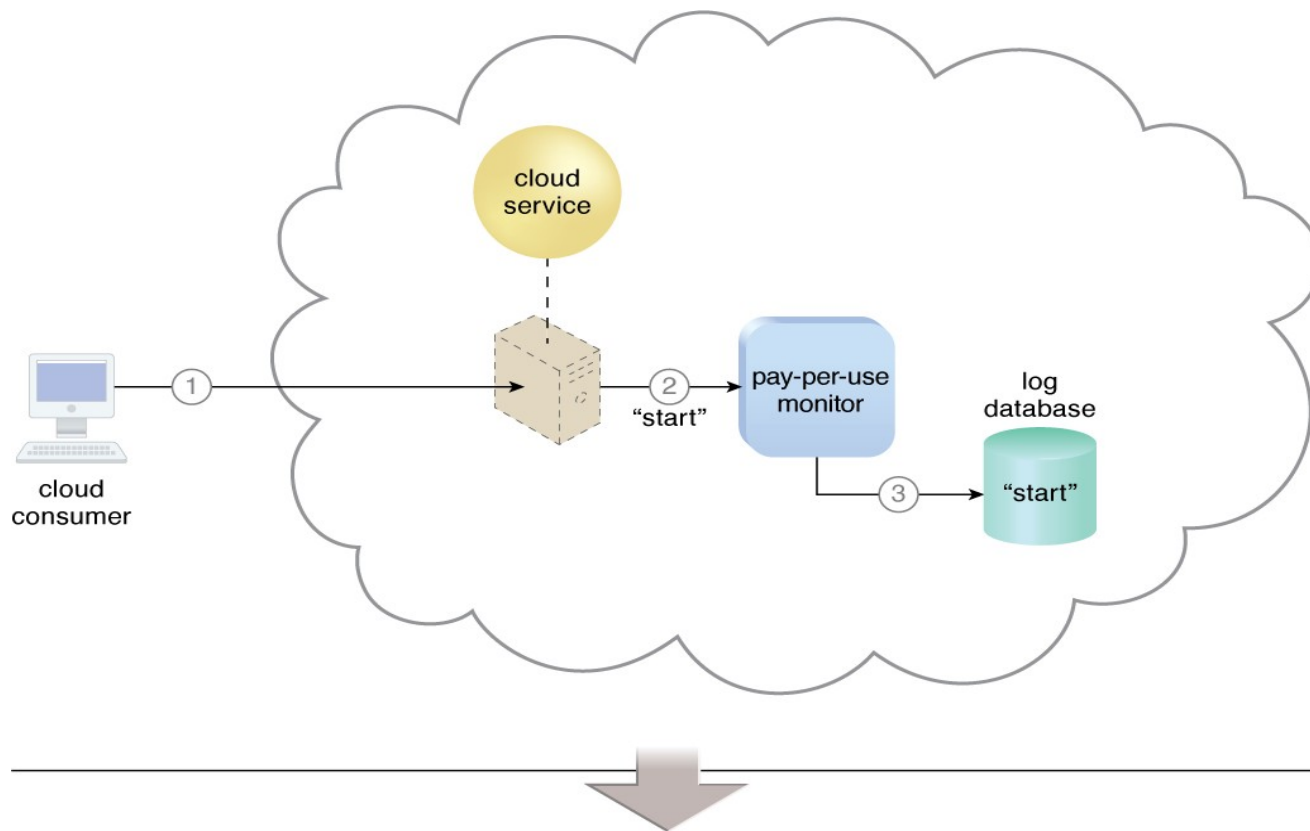 cloud
service
1
2
“start”
pay-per-use
monitor
log
database
3
“start”
cloud
consumer